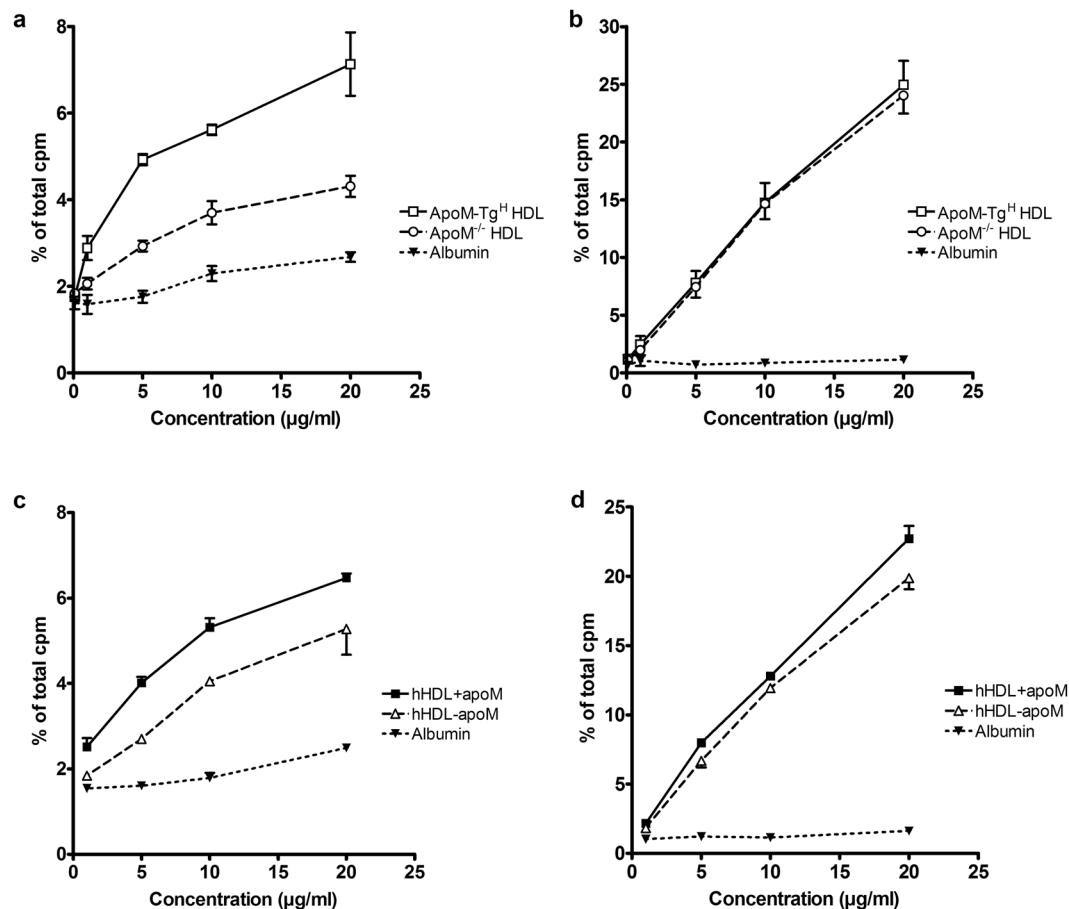 a
8
6
4
2
0
0 5 10 15 20 25
% of total cpm
Concentration (µg/ml)
ApoM-Tgᴴ HDL
ApoM⁻/⁻ HDL
Albumin
b
30
25
20
15
10
5
0
0 5 10 15 20 25
% of total cpm
Concentration (µg/ml)
ApoM-Tgᴴ HDL
ApoM⁻/⁻ HDL
Albumin
c
8
6
4
2
0
0 5 10 15 20 25
% of total cpm
Concentration (µg/ml)
hHDL+apoM
hHDL-apoM
Albumin
d
25
20
15
10
5
0
0 5 10 15 20 25
% of total cpm
Concentration (µg/ml)
hHDL+apoM
hHDL-apoM
Albumin